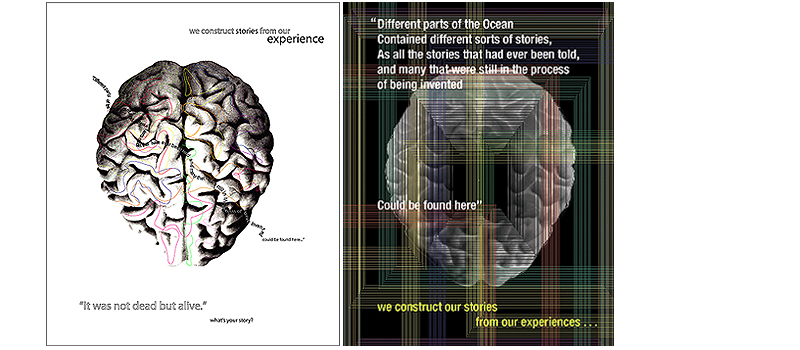 we construct stories from our
experience
could be found here..."
"It was not dead but alive."
what's your story?
"Different parts of the Ocean
Contained different sorts of stories,
As all the stories that had ever been told,
and many that were still in the process
of being invented
Could be found here"
we construct our stories
from our experiences . . .